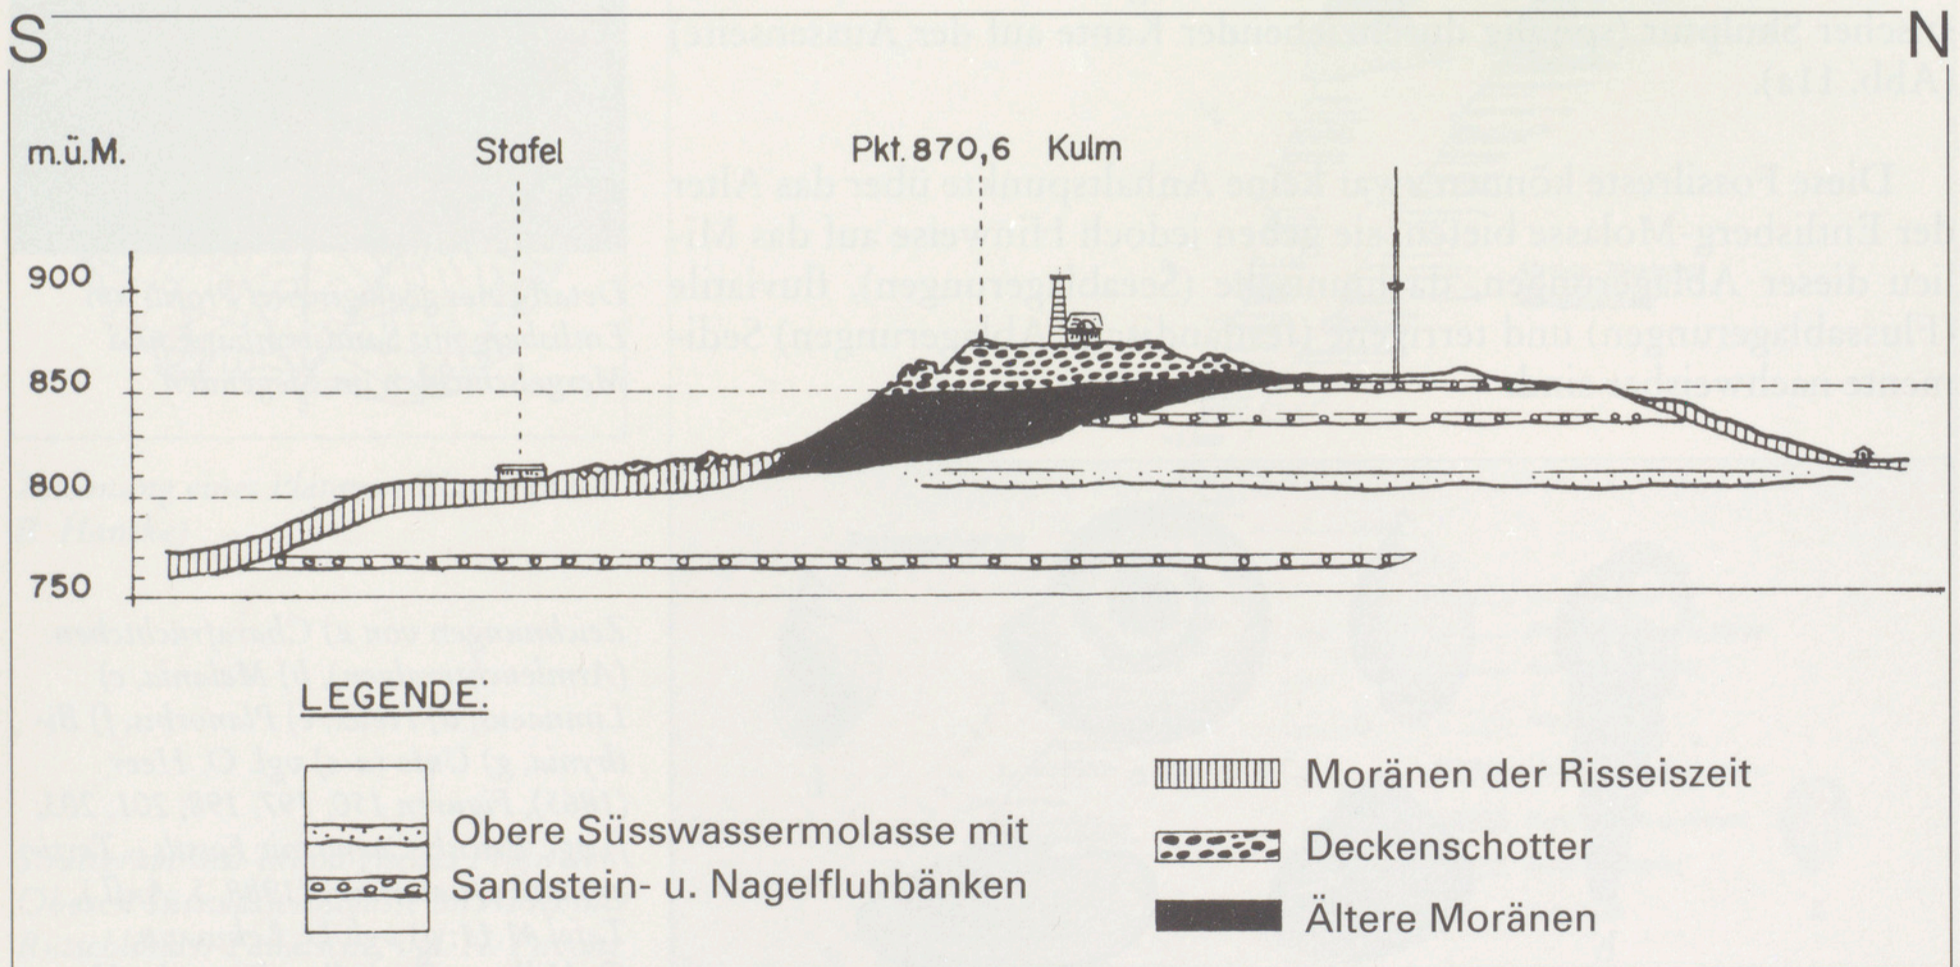 S N
m.ü.M. Stafel Pkt. 870,6 Kulm
900
850
800
750
LEGENDE:
Obere Süsswassermolasse mit
Sandstein- u. Nagelfluhbänken
Moränen der Risseiszeit
Deckenschotter
Ältere Moränen